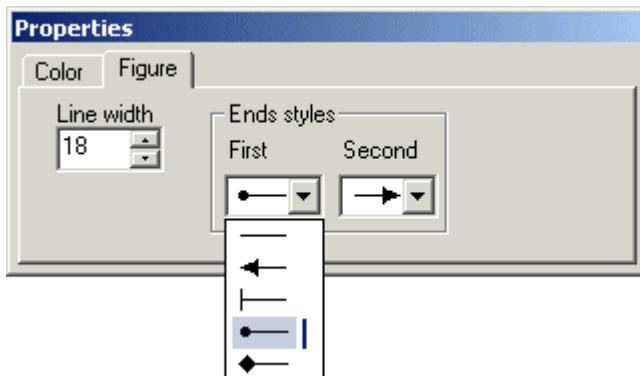 Properties
Color Figure
Line width Ends styles
18 First Second